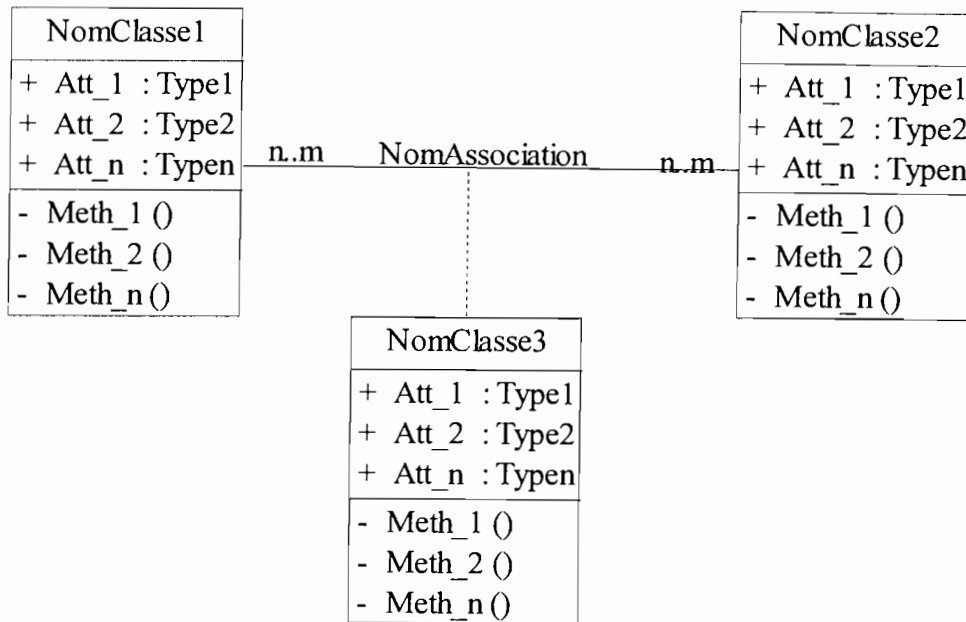 NomClasse1
+ Att_1 : Type1
+ Att_2 : Type2
+ Att_n : Typen
- Meth_1 ()
- Meth_2 ()
- Meth_n ()
n..m
NomAssociation
n..m
NomClasse2
+ Att_1 : Type1
+ Att_2 : Type2
+ Att_n : Typen
- Meth_1 ()
- Meth_2 ()
- Meth_n ()
NomClasse3
+ Att_1 : Type1
+ Att_2 : Type2
+ Att_n : Typen
- Meth_1 ()
- Meth_2 ()
- Meth_n ()